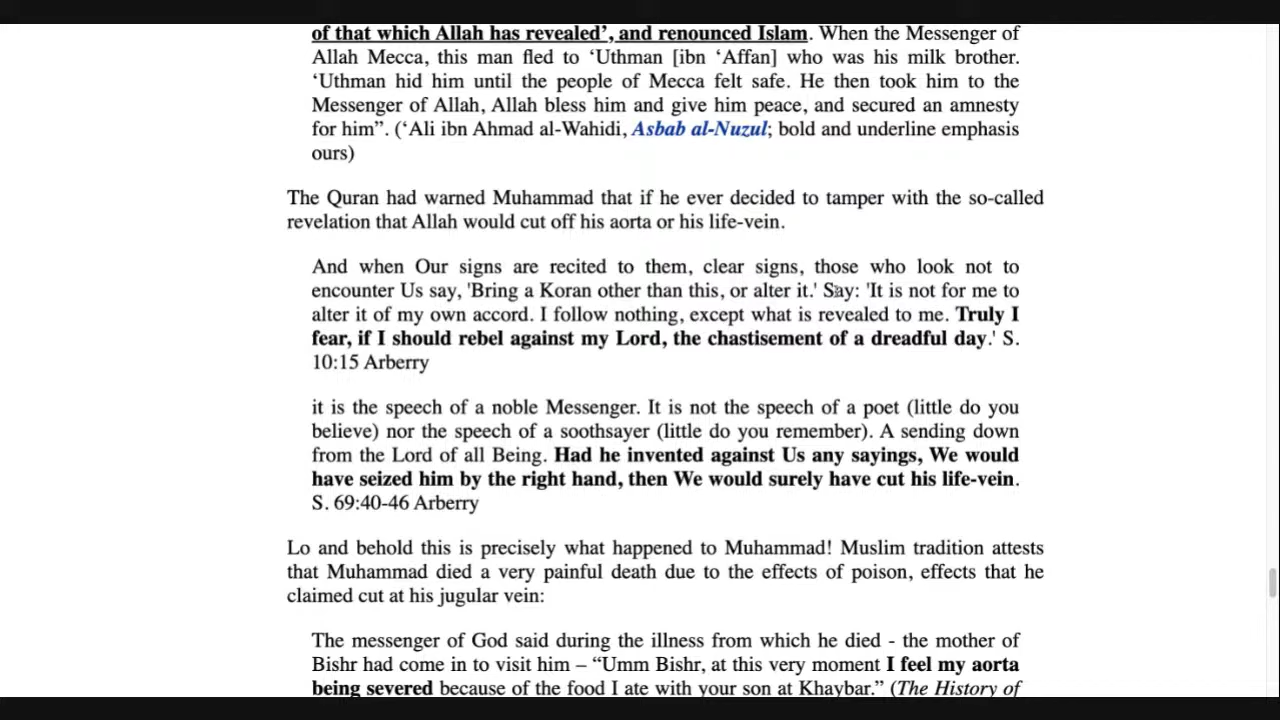 of that which Allah has revealed’, and renounced Islam. When the Messenger of
Allah Mecca, this man fled to ‘Uthman [ibn ‘Affan] who was his milk brother.
‘Uthman hid him until the people of Mecca felt safe. He then took him to the
Messenger of Allah, Allah bless him and give him peace, and secured an amnesty
for him”. (‘Ali ibn Ahmad al-Wahidi, Asbab al-Nuzul; bold and underline emphasis
ours)
The Quran had warned Muhammad that if he ever decided to tamper with the so-called
revelation that Allah would cut off his aorta or his life-vein.
And when Our signs are recited to them, clear signs, those who look not to
encounter Us say, 'Bring a Koran other than this, or alter it.' Say: 'It is not for me to
alter it of my own accord. I follow nothing, except what is revealed to me. Truly I
fear, if I should rebel against my Lord, the chastisement of a dreadful day.' S.
10:15 Arberry
it is the speech of a noble Messenger. It is not the speech of a poet (little do you
believe) nor the speech of a soothsayer (little do you remember). A sending down
from the Lord of all Being. Had he invented against Us any sayings, We would
have seized him by the right hand, then We would surely have cut his life-vein.
S. 69:40-46 Arberry
Lo and behold this is precisely what happened to Muhammad! Muslim tradition attests
that Muhammad died a very painful death due to the effects of poison, effects that he
claimed cut at his jugular vein:
The messenger of God said during the illness from which he died - the mother of
Bishr had come in to visit him – “Umm Bishr, at this very moment I feel my aorta
being severed because of the food I ate with your son at Khaybar.” (The History of